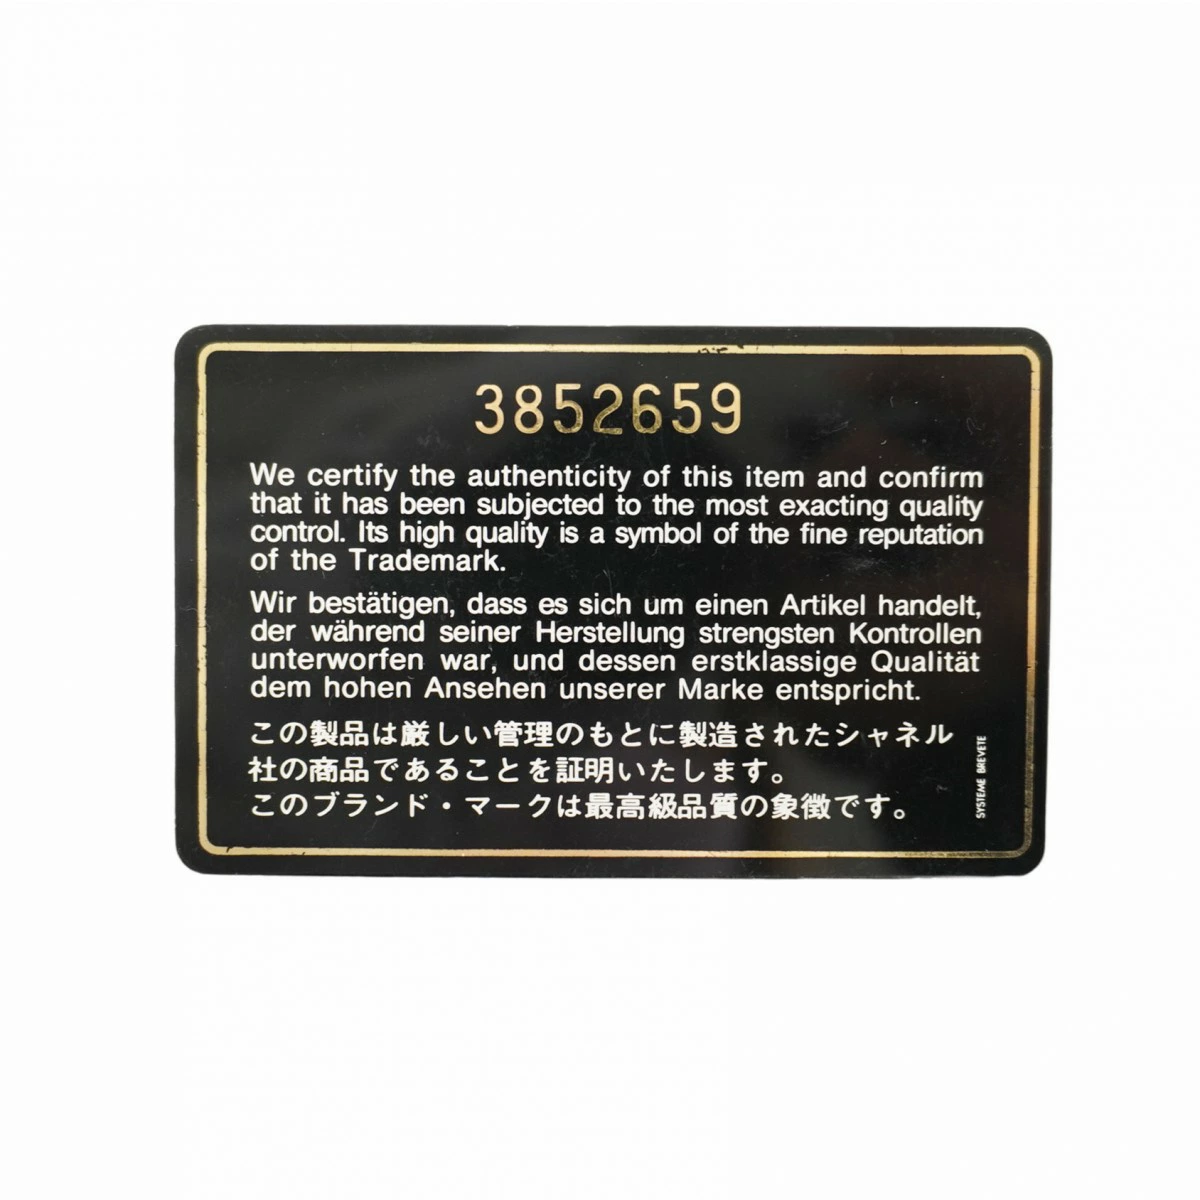 3852659
We certify the authenticity of this item and confirm
that it has been subjected to the most exacting quality
control. Its high quality is a symbol of the fine reputation
of the Trademark.
Wir bestätigen, dass es sich um einen Artikel handelt,
der während seiner Herstellung strengsten Kontrollen
unterworfen war, und dessen erstklassige Qualität
dem hohen Ansehen unserer Marke entspricht.
この製品は厳しい管理のもとに製造されたシャネル
社の商品であることを証明いたします。
このブランド・マークは最高級品質の象徴です。
SYSTEME BREVETE